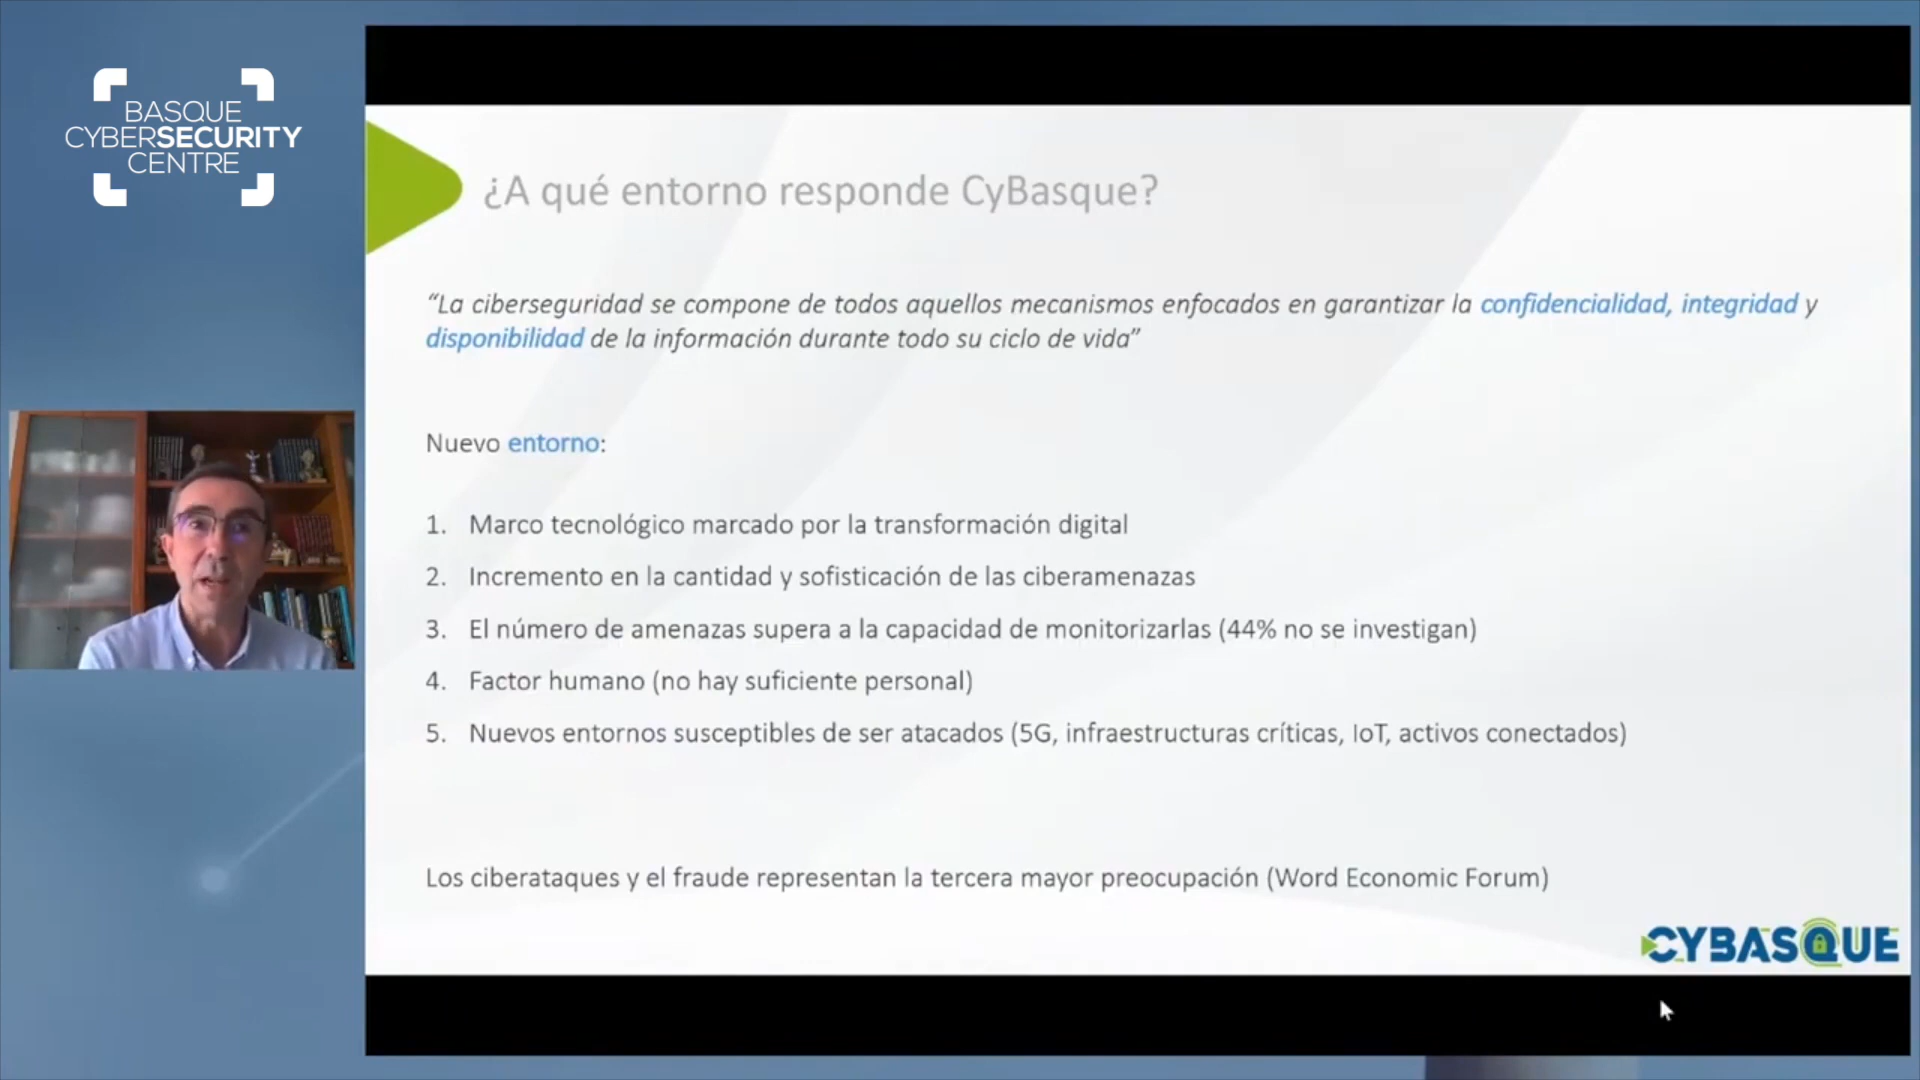 BASQUE
CYBERSECURITY
CENTRE
¿A qué entorno responde CyBasque?
“La ciberseguridad se compone de todos aquellos mecanismos enfocados en garantizar la confidencialidad, integridad y
disponibilidad de la información durante todo su ciclo de vida”
Nuevo entorno:
1. Marco tecnológico marcado por la transformación digital
2. Incremento en la cantidad y sofisticación de las ciberamenazas
3. El número de amenazas supera a la capacidad de monitorizarlas (44% no se investigan)
4. Factor humano (no hay suficiente personal)
5. Nuevos entornos susceptibles de ser atacados (5G, infraestructuras críticas, IoT, activos conectados)
Los ciberataques y el fraude representan la tercera mayor preocupación (Word Economic Forum)
CYBASQUE